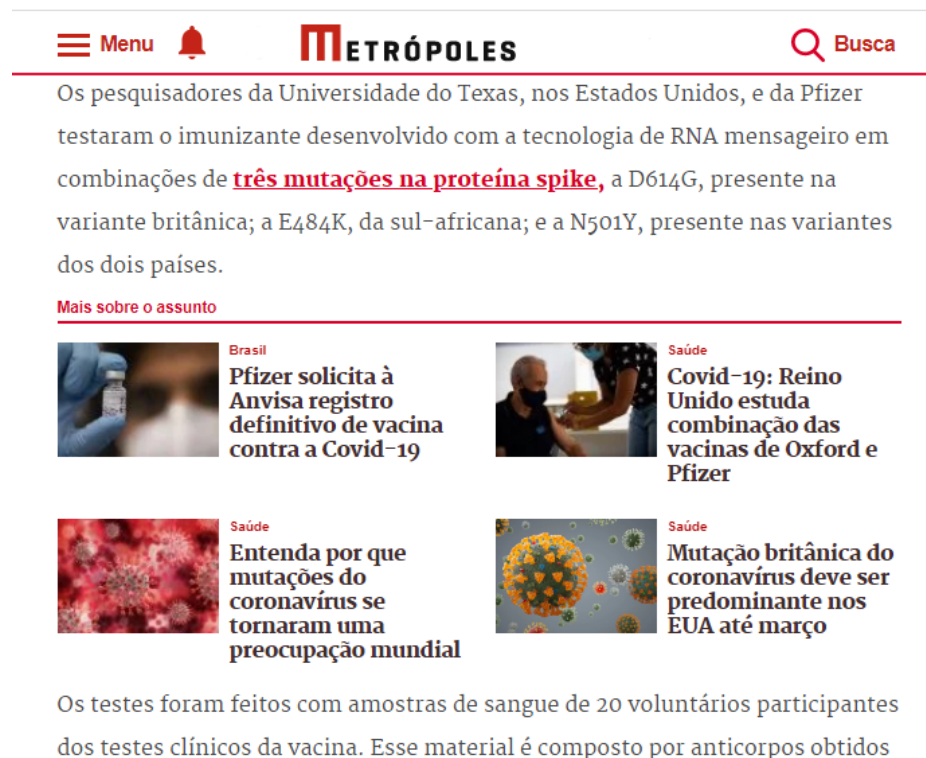 Menu
METRÓPOLES
Busca
Os pesquisadores da Universidade do Texas, nos Estados Unidos, e da Pfizer
testaram o imunizante desenvolvido com a tecnologia de RNA mensageiro em
combinações de três mutações na proteína spike, a D614G, presente na
variante britânica; a E484K, da sul-africana; e a N501Y, presente nas variantes
dos dois países.
Mais sobre o assunto
Brasil
Pfizer solicita à
Anvisa registro
definitivo de vacina
contra a Covid-19
Saúde
Covid-19: Reino
Unido estuda
combinação das
vacinas de Oxford e
Pfizer
Saúde
Entenda por que
mutações do
coronavírus se
tornaram uma
preocupação mundial
Saúde
Mutação britânica do
coronavírus deve ser
predominante nos
EUA até março
Os testes foram feitos com amostras de sangue de 20 voluntários participantes
dos testes clínicos da vacina. Esse material é composto por anticorpos obtidos